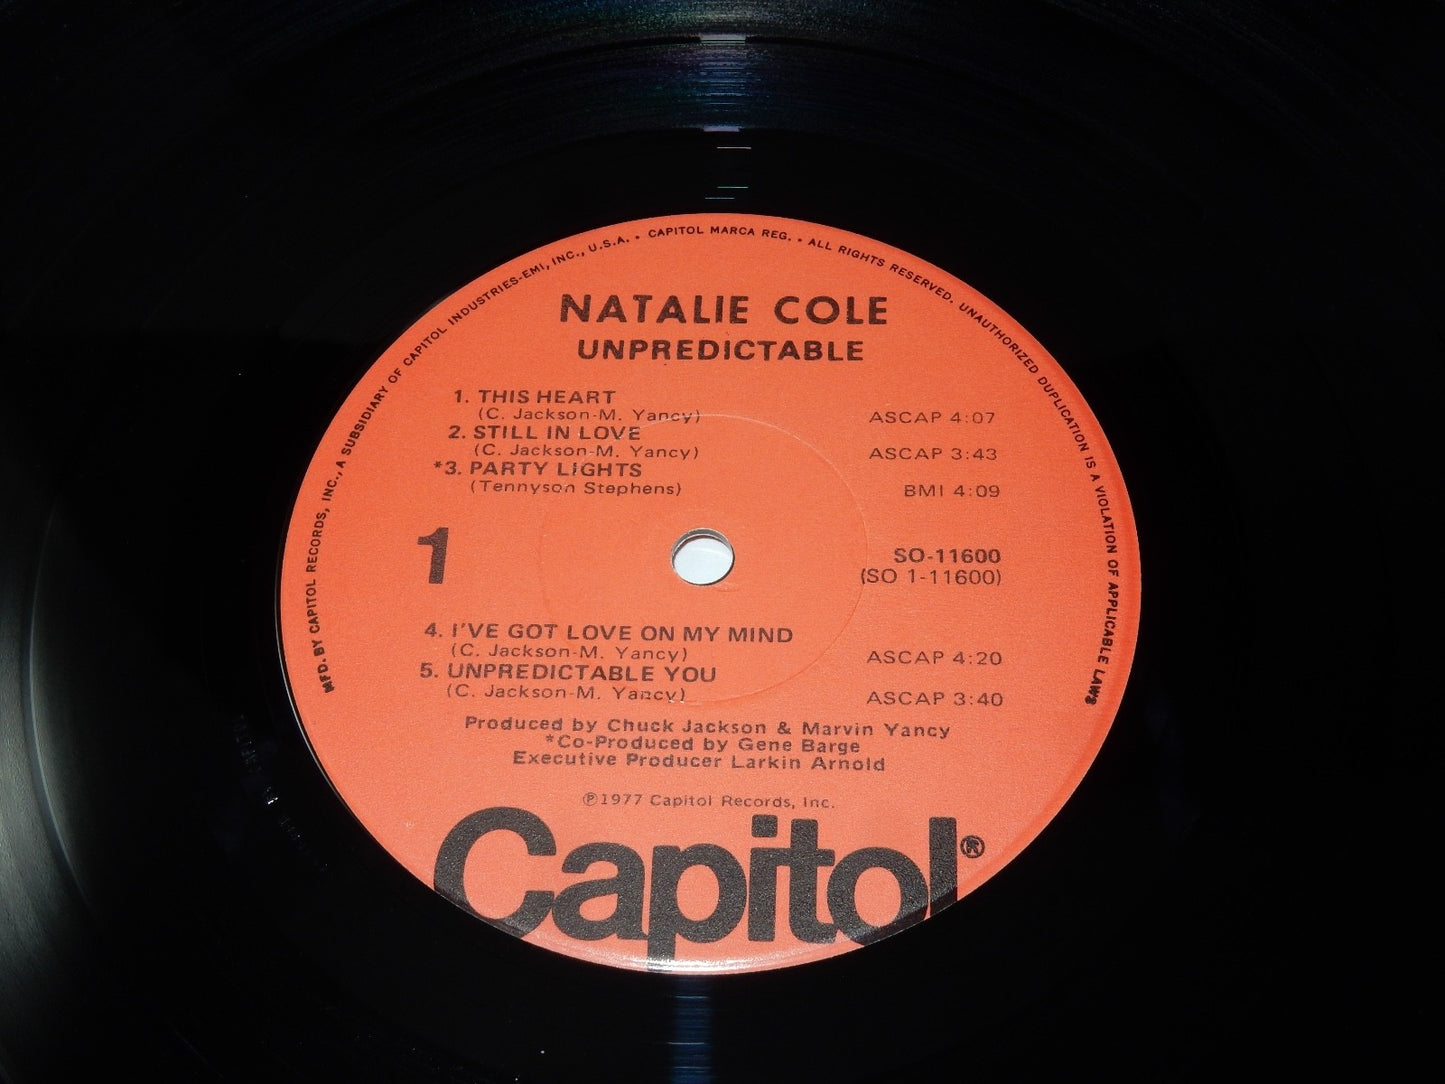 MFD. BY CAPITOL RECORDS, INC., A SUBSIDIARY OF CAPITOL INDUSTRIES-EMI, INC., U.S.A. • CAPITOL MARCA REG. • ALL RIGHTS RESERVED. UNAUTHORIZED DUPLICATION IS A VIOLATION OF APPLICABLE LAWS
NATALIE COLE
UNPREDICTABLE
1. THIS HEART
(C. Jackson-M. Yancy) ASCAP 4:07
2. STILL IN LOVE
(C. Jackson-M. Yancy) ASCAP 3:43
*3. PARTY LIGHTS
(Tennyson Stephens) BMI 4:09
1
SO-11600
(SO 1-11600)
4. I'VE GOT LOVE ON MY MIND
(C. Jackson-M. Yancy) ASCAP 4:20
5. UNPREDICTABLE YOU
(C. Jackson-M. Yancy) ASCAP 3:40
Produced by Chuck Jackson & Marvin Yancy
*Co-Produced by Gene Barge
Executive Producer Larkin Arnold
℗1977 Capitol Records, Inc.
Capitol®